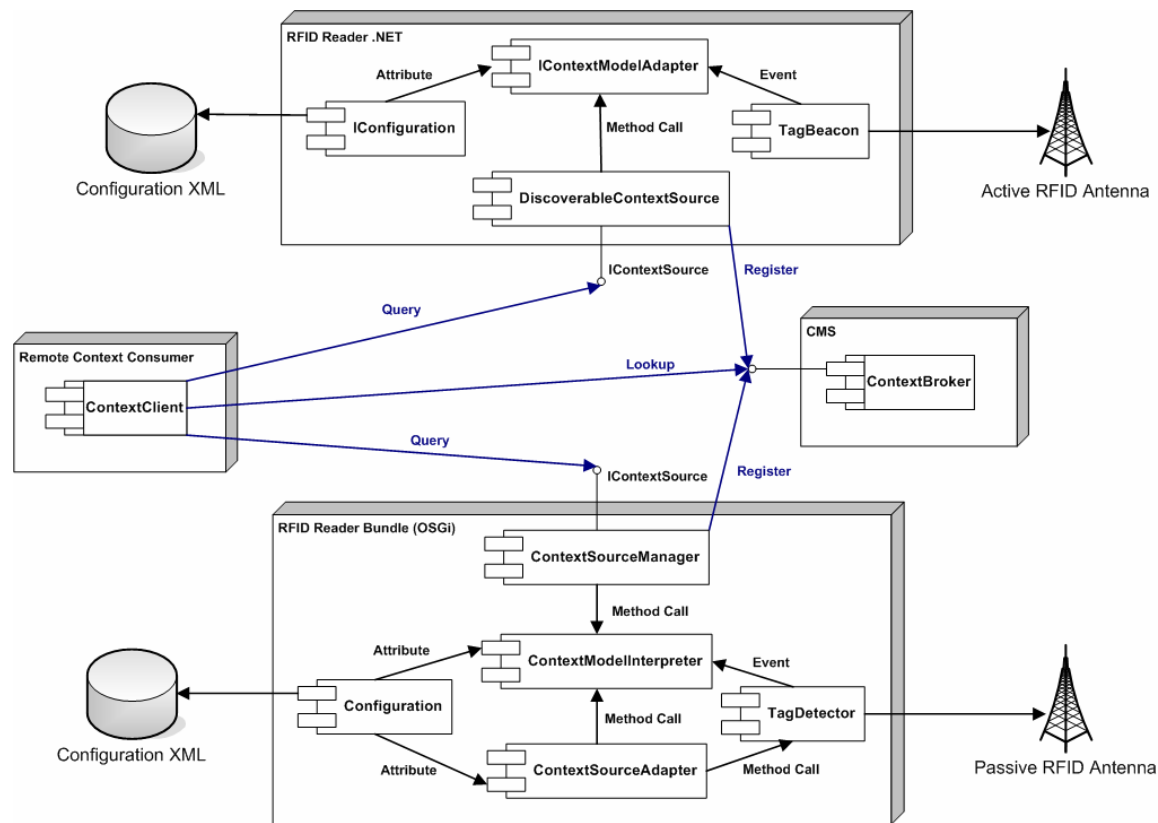 RFID Reader .NET
IContextModelAdapter
Attribute
Event
IConfiguration
Method Call
TagBeacon
Configuration XML
DiscoverableContextSource
Active RFID Antenna
IContextSource
Register
Query
CMS
Remote Context Consumer
Lookup
ContextBroker
ContextClient
Query
IContextSource
Register
RFID Reader Bundle (OSGi)
ContextSourceManager
Method Call
Attribute
ContextModelInterpreter
Event
Configuration
Method Call
TagDetector
Configuration XML
Attribute
ContextSourceAdapter
Method Call
Passive RFID Antenna